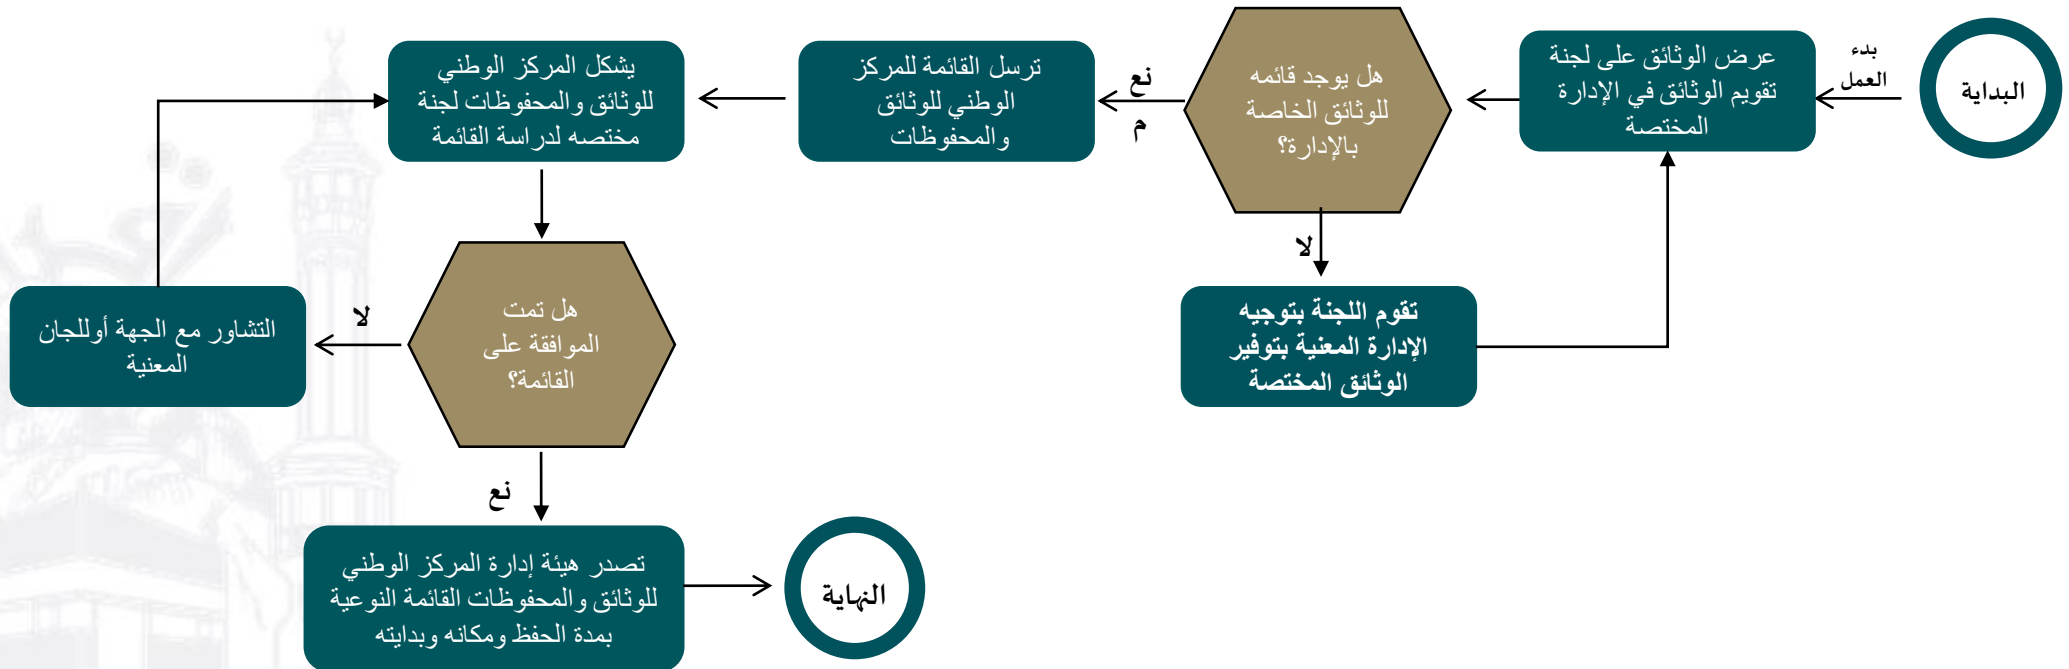 البداية
بدء
العمل
عرض الوثائق على لجنة
تقويم الوثائق في الإدارة
المختصة
هل يوجد قائمه
للوثائق الخاصة
بالإدارة؟
نع
م
ترسل القائمة للمركز
الوطني للوثائق
والمحفوظات
يشكل المركز الوطني
للوثائق والمحفوظات لجنة
مختصه لدراسة القائمة
لا
تقوم اللجنة بتوجيه
الإدارة المعنية بتوفير
الوثائق المختصة
هل تمت
الموافقة على
القائمة؟
لا
التشاور مع الجهة أوللجان
المعنية
نع
تصدر هيئة إدارة المركز الوطني
للوثائق والمحفوظات القائمة النوعية
بمدة الحفظ ومكانه وبدايته
النهاية